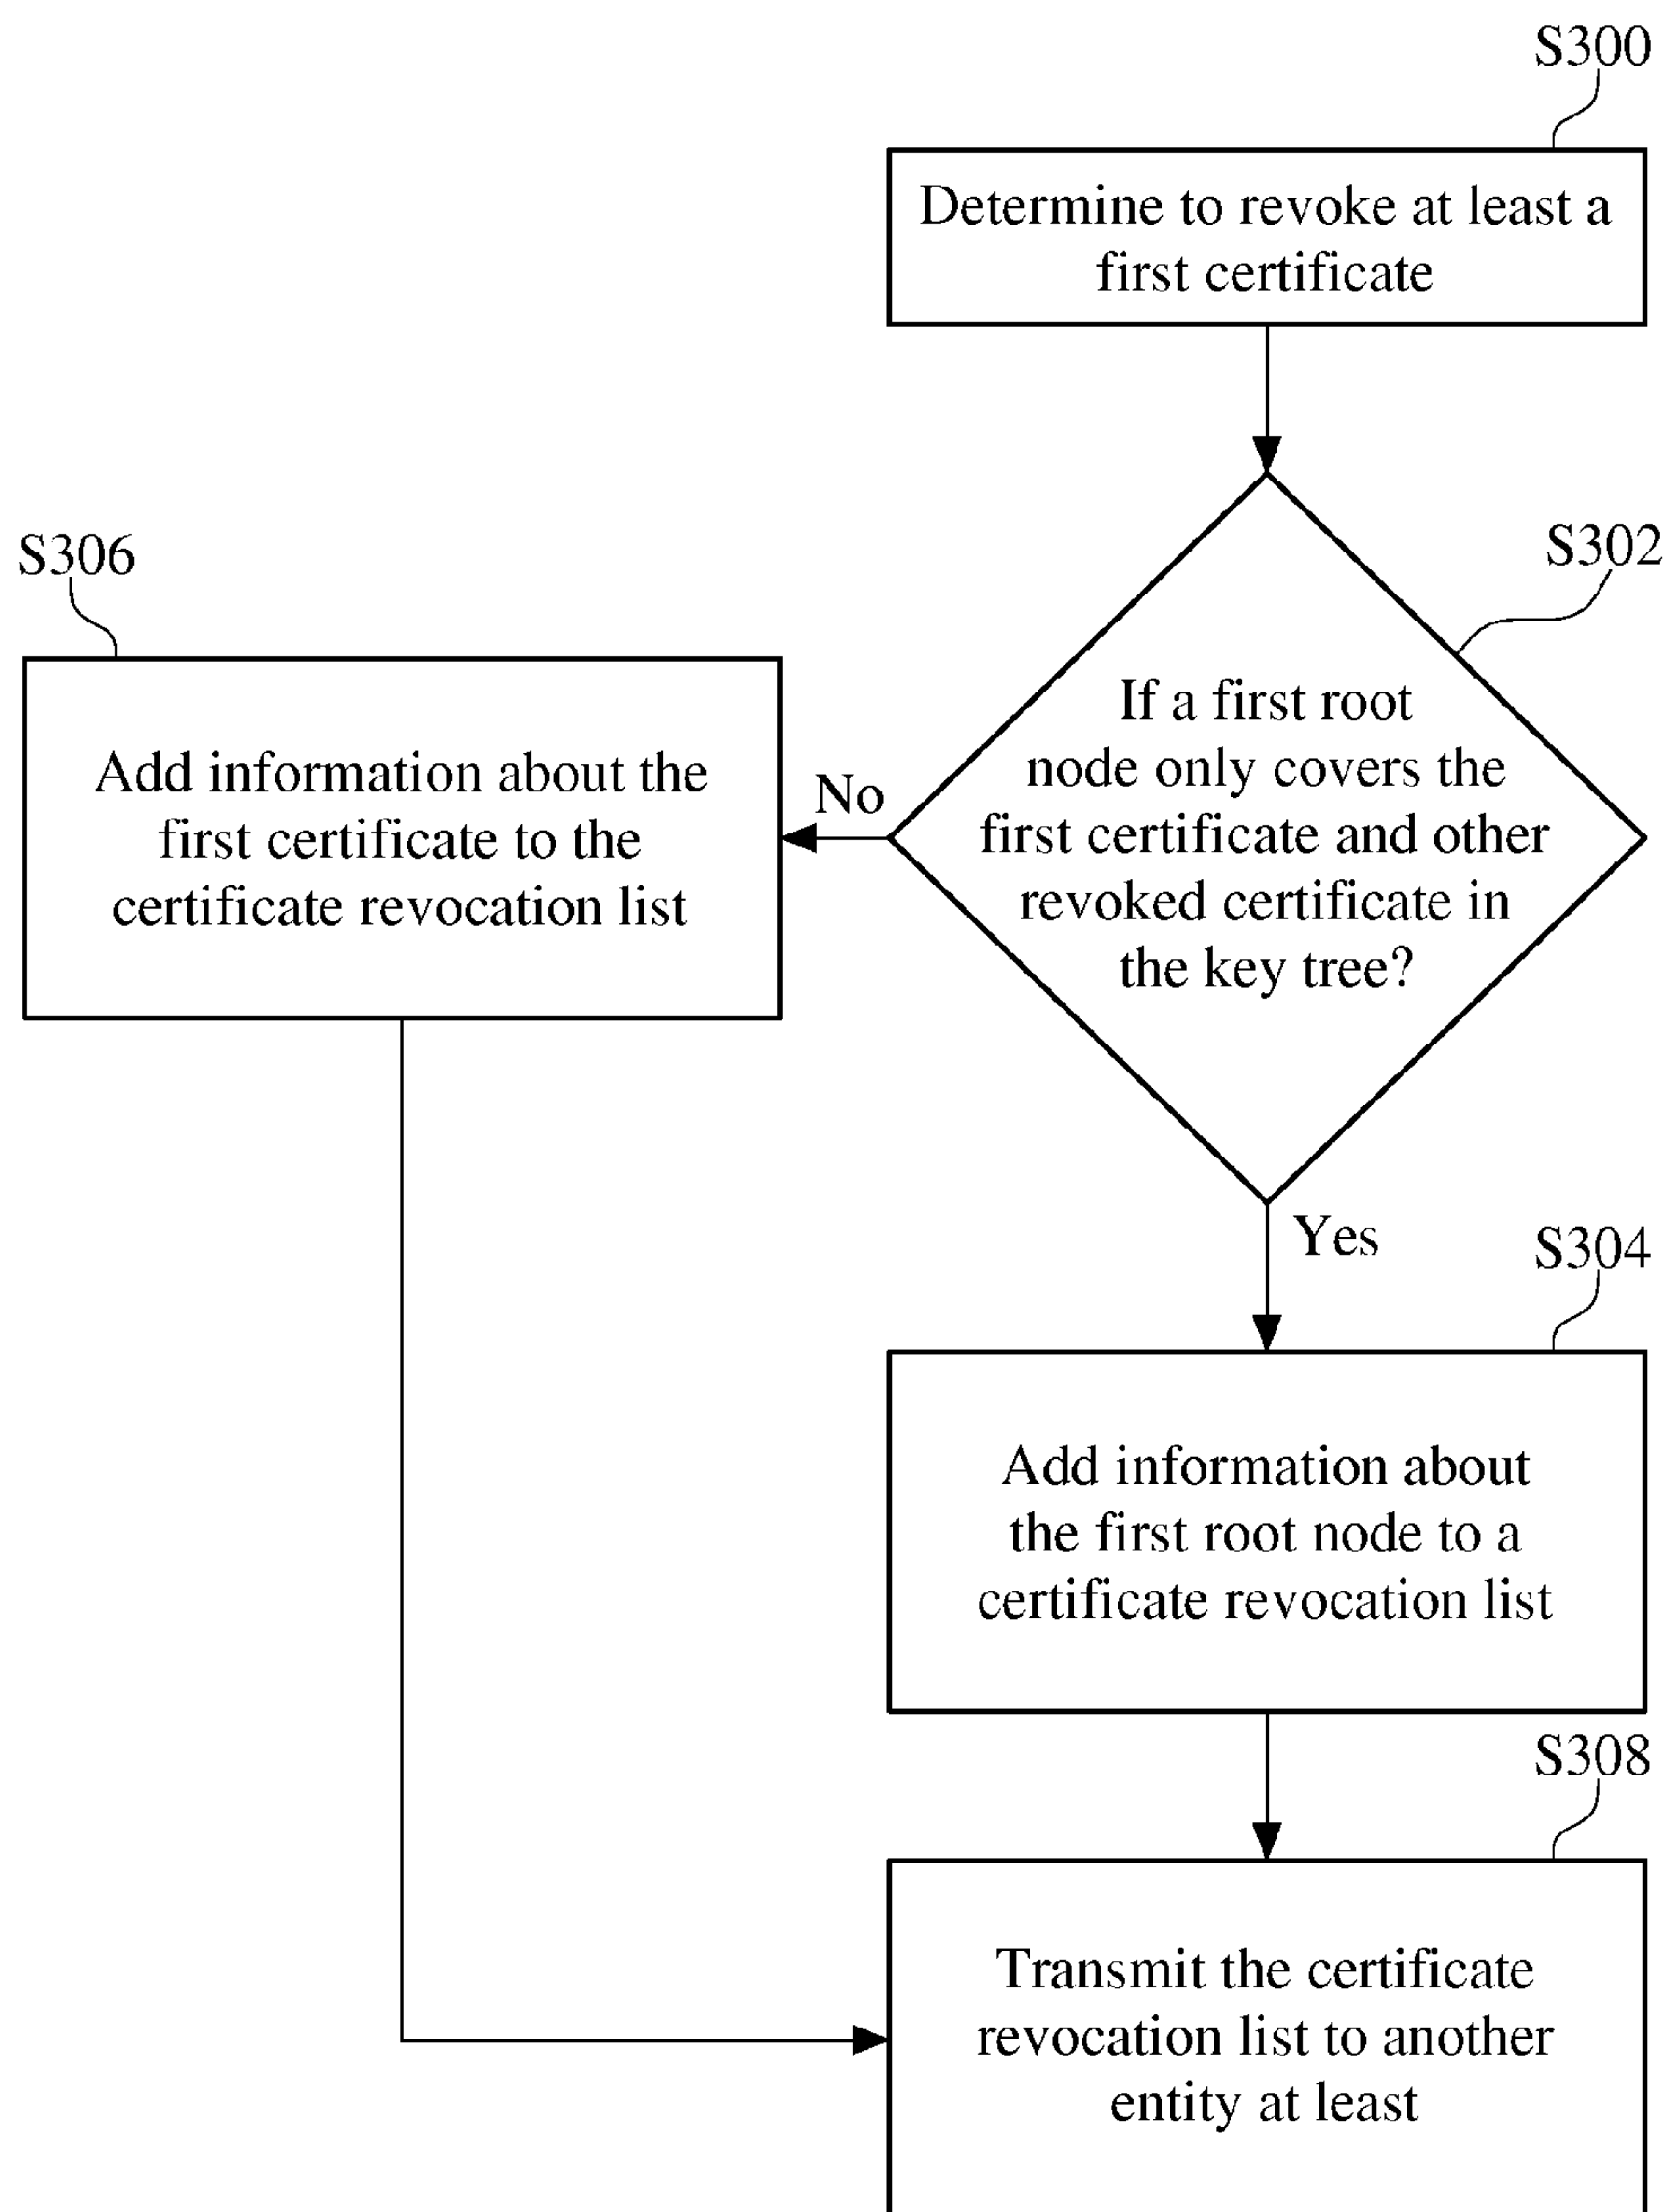 S300
Determine to revoke at least a
first certificate
S302
If a first root
node only covers the
first certificate and other
revoked certificate in
the key tree?
No
S306
Add information about the
first certificate to the
certificate revocation list
Yes
S304
Add information about
the first root node to a
certificate revocation list
S308
Transmit the certificate
revocation list to another
entity at least